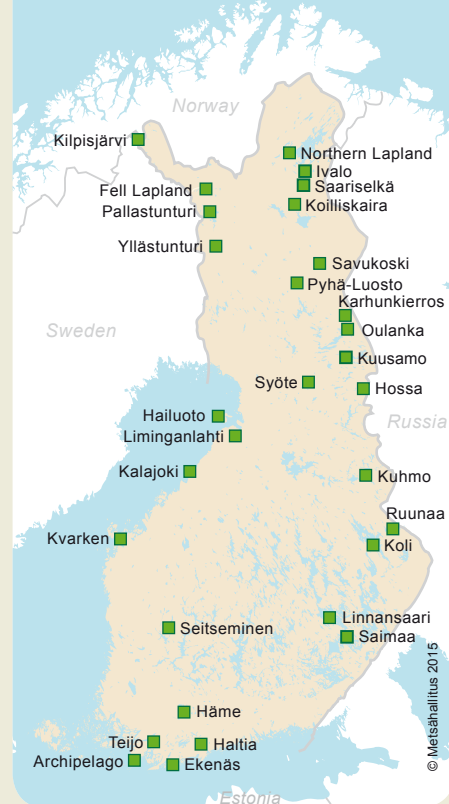 Norway
Kilpisjärvi
Northern Lapland
Ivalo
Saariselkä
Fell Lapland
Koilliskaira
Pallastunturi
Yllästunturi
Savukoski
Pyhä-Luosto
Karhunkierros
Sweden
Oulanka
Kuusamo
Syöte
Hossa
Hailuoto
Russia
Liminganlahti
Kalajoki
Kuhmo
Ruunaa
Kvarken
Koli
Linnansaari
Seitseminen
Saimaa
Häme
Teijo
Haltia
Archipelago
Ekenäs
Estonia
© Metsähallitus 2015